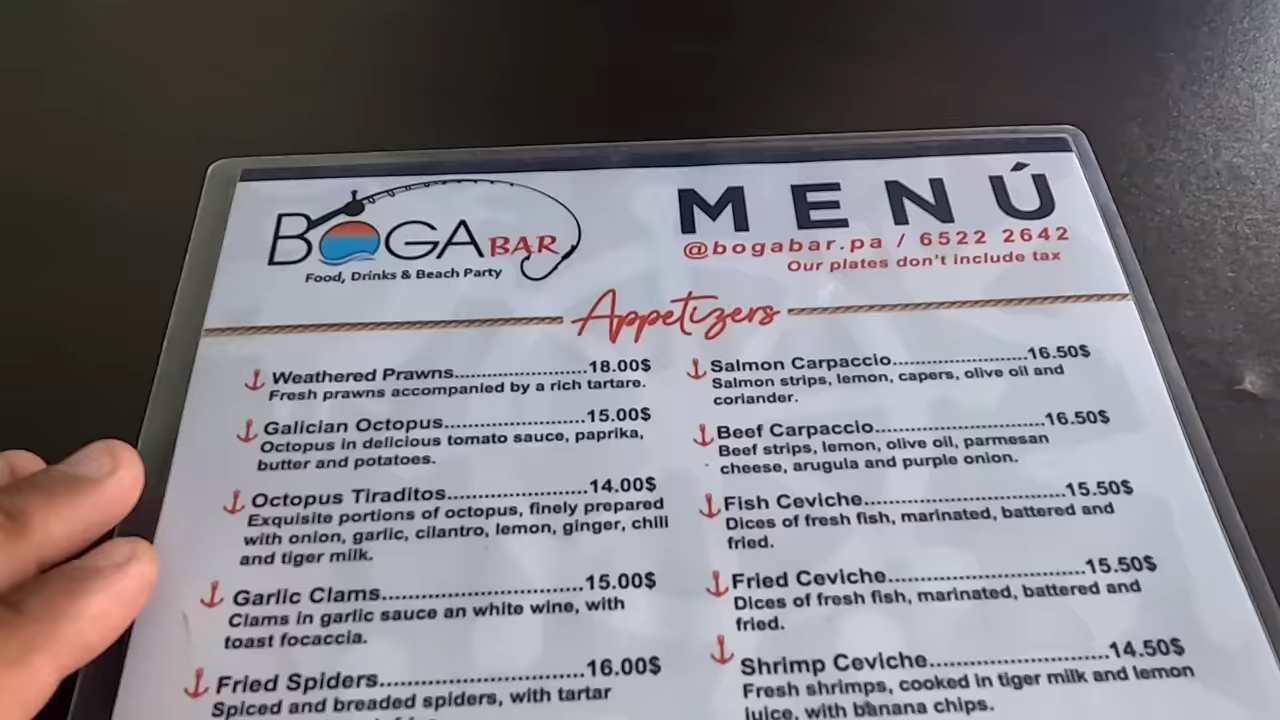 BOGA BAR
Food, Drinks & Beach Party
MENÚ
@bogabar.pa / 6522 2642
Our plates don't include tax
Appetizers
Weathered Prawns......................18.00$
Fresh prawns accompanied by a rich tartare.
Galician Octopus.......................15.00$
Octopus in delicious tomato sauce, paprika,
butter and potatoes.
Octopus Tiraditos.......................14.00$
Exquisite portions of octopus, finely prepared
with onion, garlic, cilantro, lemon, ginger, chili
and tiger milk.
Garlic Clams...............................15.00$
Clams in garlic sauce an white wine, with
toast focaccia.
Fried Spiders...............................16.00$
Spiced and breaded spiders, with tartar
Salmon Carpaccio......................16.50$
Salmon strips, lemon, capers, olive oil and
coriander.
Beef Carpaccio...........................16.50$
Beef strips, lemon, olive oil, parmesan
cheese, arugula and purple onion.
Fish Ceviche...............................15.50$
Dices of fresh fish, marinated, battered and
fried.
Fried Ceviche..............................15.50$
Dices of fresh fish, marinated, battered and
fried.
Shrimp Ceviche..........................14.50$
Fresh shrimps, cooked in tiger milk and lemon
juice, with banana chips.